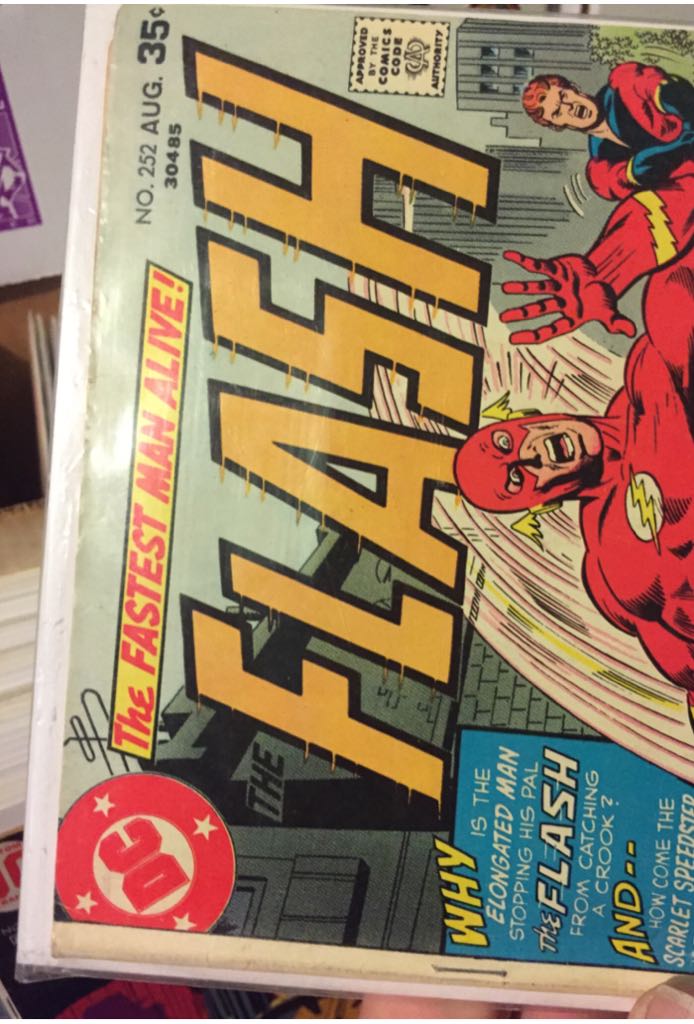 NO. 252 AUG. 35¢
30485
APPROVED
BY THE
COMICS
CODE
CA
AUTHORITY
The FASTEST MAN ALIVE!
DC
THE
FLASH
WHY IS THE
ELONGATED MAN
STOPPING HIS PAL
The FLASH
FROM CATCHING
A CROOK?
AND--
HOW COME THE
SCARLET SPEEDSTER